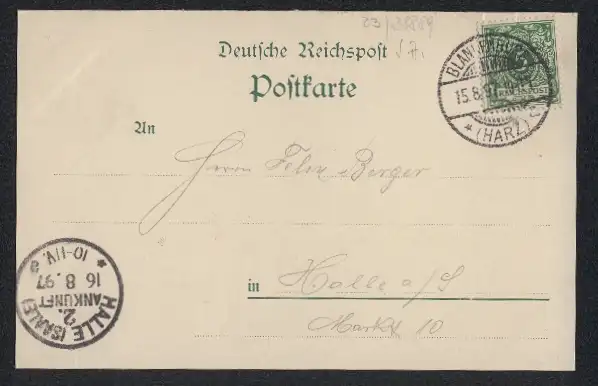 Deutsche Reichspost
Postkarte
BLANKENBURG
15.8.97
* (HARZ) c
An
Herrn Felix Berger
in Halle a/S
Markt 10
HALLE (SAALE)
ANKUNFT
2.
16 8.97
* 10-11V. a